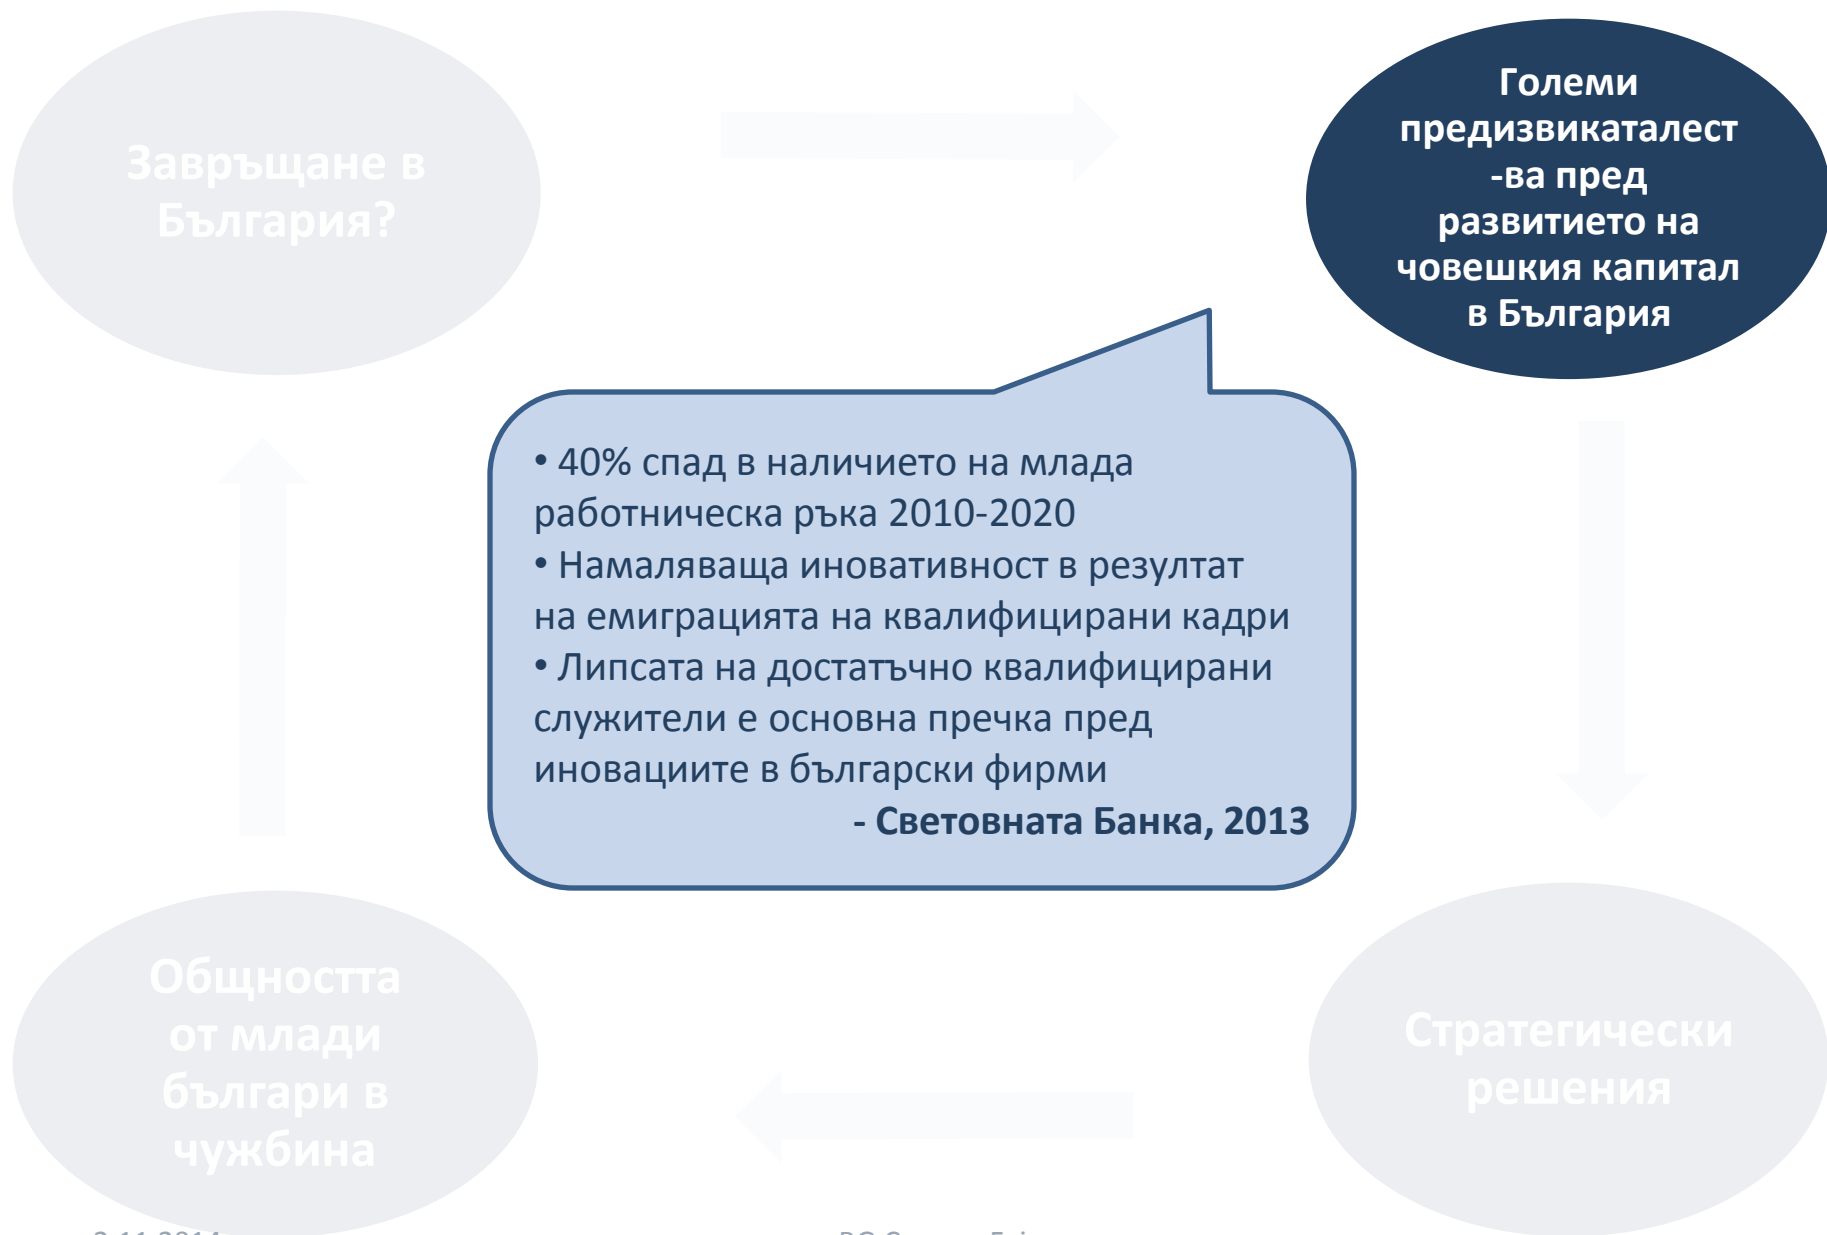 Завръщане в
България?
Големи
предизвикаталест
-ва пред
развитието на
човешкия капитал
в България
• 40% спад в наличието на млада
работническа ръка 2010-2020
• Намаляваща иновативност в резултат
на емиграцията на квалифицирани кадри
• Липсата на достатъчно квалифицирани
служители е основна пречка пред
иновациите в български фирми
- Световната Банка, 2013
Общността
от млади
българи в
чужбина
Стратегически
решения